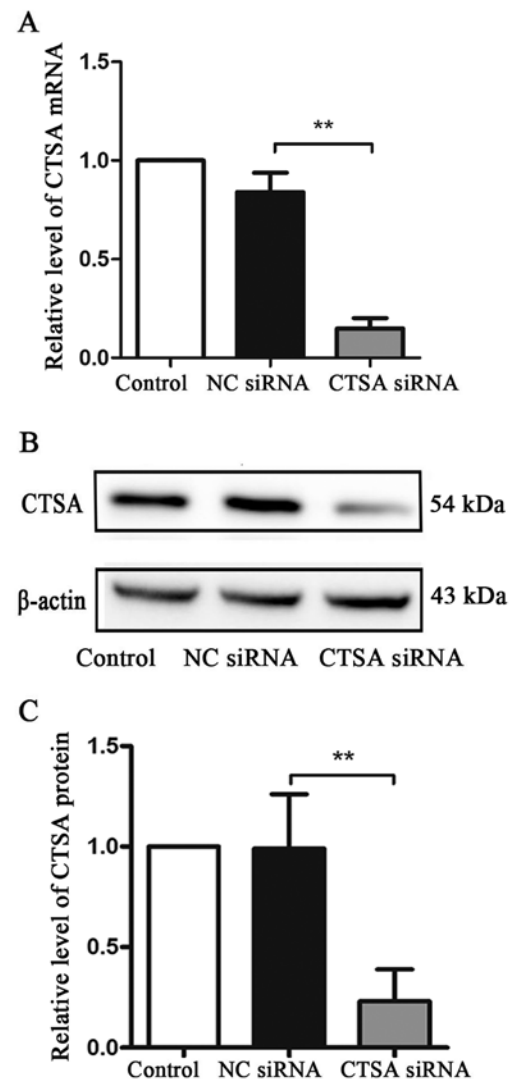 A
Relative level of CTSA mRNA
1.5
1.0
0.5
0.0
**
Control NC siRNA CTSA siRNA
B
CTSA 54 kDa
β-actin 43 kDa
Control NC siRNA CTSA siRNA
C
Relative level of CTSA protein
1.5
1.0
0.5
0.0
**
Control NC siRNA CTSA siRNA